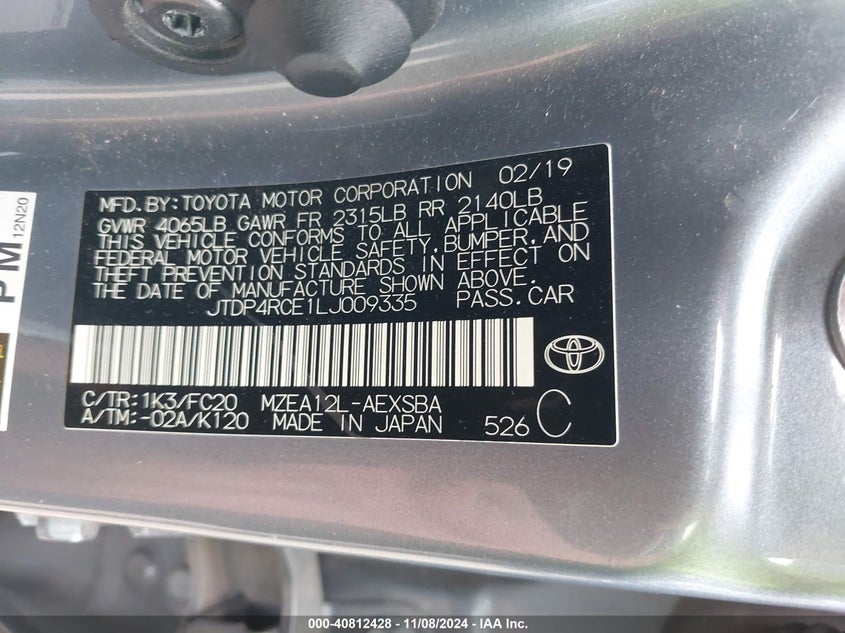 MFD. BY: TOYOTA MOTOR CORPORATION 02/19
GVWR 4065LB GAWR FR 2315LB RR 2140LB
THIS VEHICLE CONFORMS TO ALL APPLICABLE
FEDERAL MOTOR VEHICLE SAFETY, BUMPER, AND
THEFT PREVENTION STANDARDS IN EFFECT ON
THE DATE OF MANUFACTURE SHOWN ABOVE.
JTDP4RCE1LJ009335 PASS. CAR
C/TR: 1K3/FC20 MZEA12L-AEXSBA
A/TM: -02A/K120 MADE IN JAPAN 526 C
PM
12N20
000-40812428 - 11/08/2024 - IAA Inc.